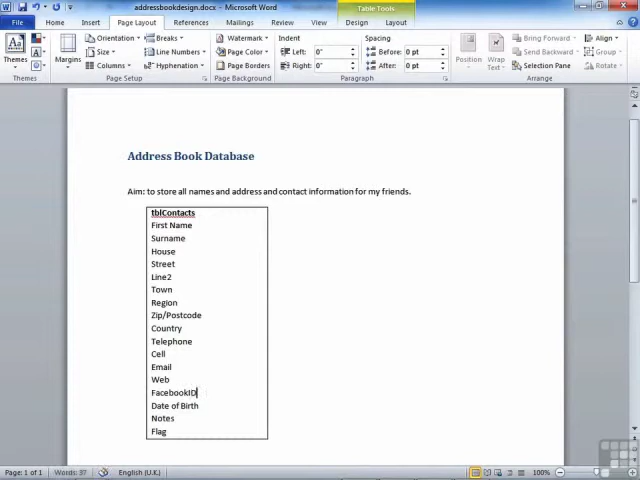 addressbookdesign.docx - Microsoft Word
Table Tools
File Home Insert Page Layout References Mailings Review View Design Layout
Themes
Margins
Orientation
Size
Columns
Breaks
Line Numbers
Hyphenation
Watermark
Page Color
Page Borders
Indent
Left: 0"
Right: 0"
Spacing
Before: 0 pt
After: 0 pt
Position
Wrap Text
Bring Forward
Send Backward
Selection Pane
Align
Group
Rotate
Themes Page Setup Page Background Paragraph Arrange
Address Book Database
Aim: to store all names and address and contact information for my friends.
tblContacts
First Name
Surname
House
Street
Line2
Town
Region
Zip/Postcode
Country
Telephone
Cell
Email
Web
FacebookID
Date of Birth
Notes
Flag
Page: 1 of 1 Words: 37 English (U.K.) 100%